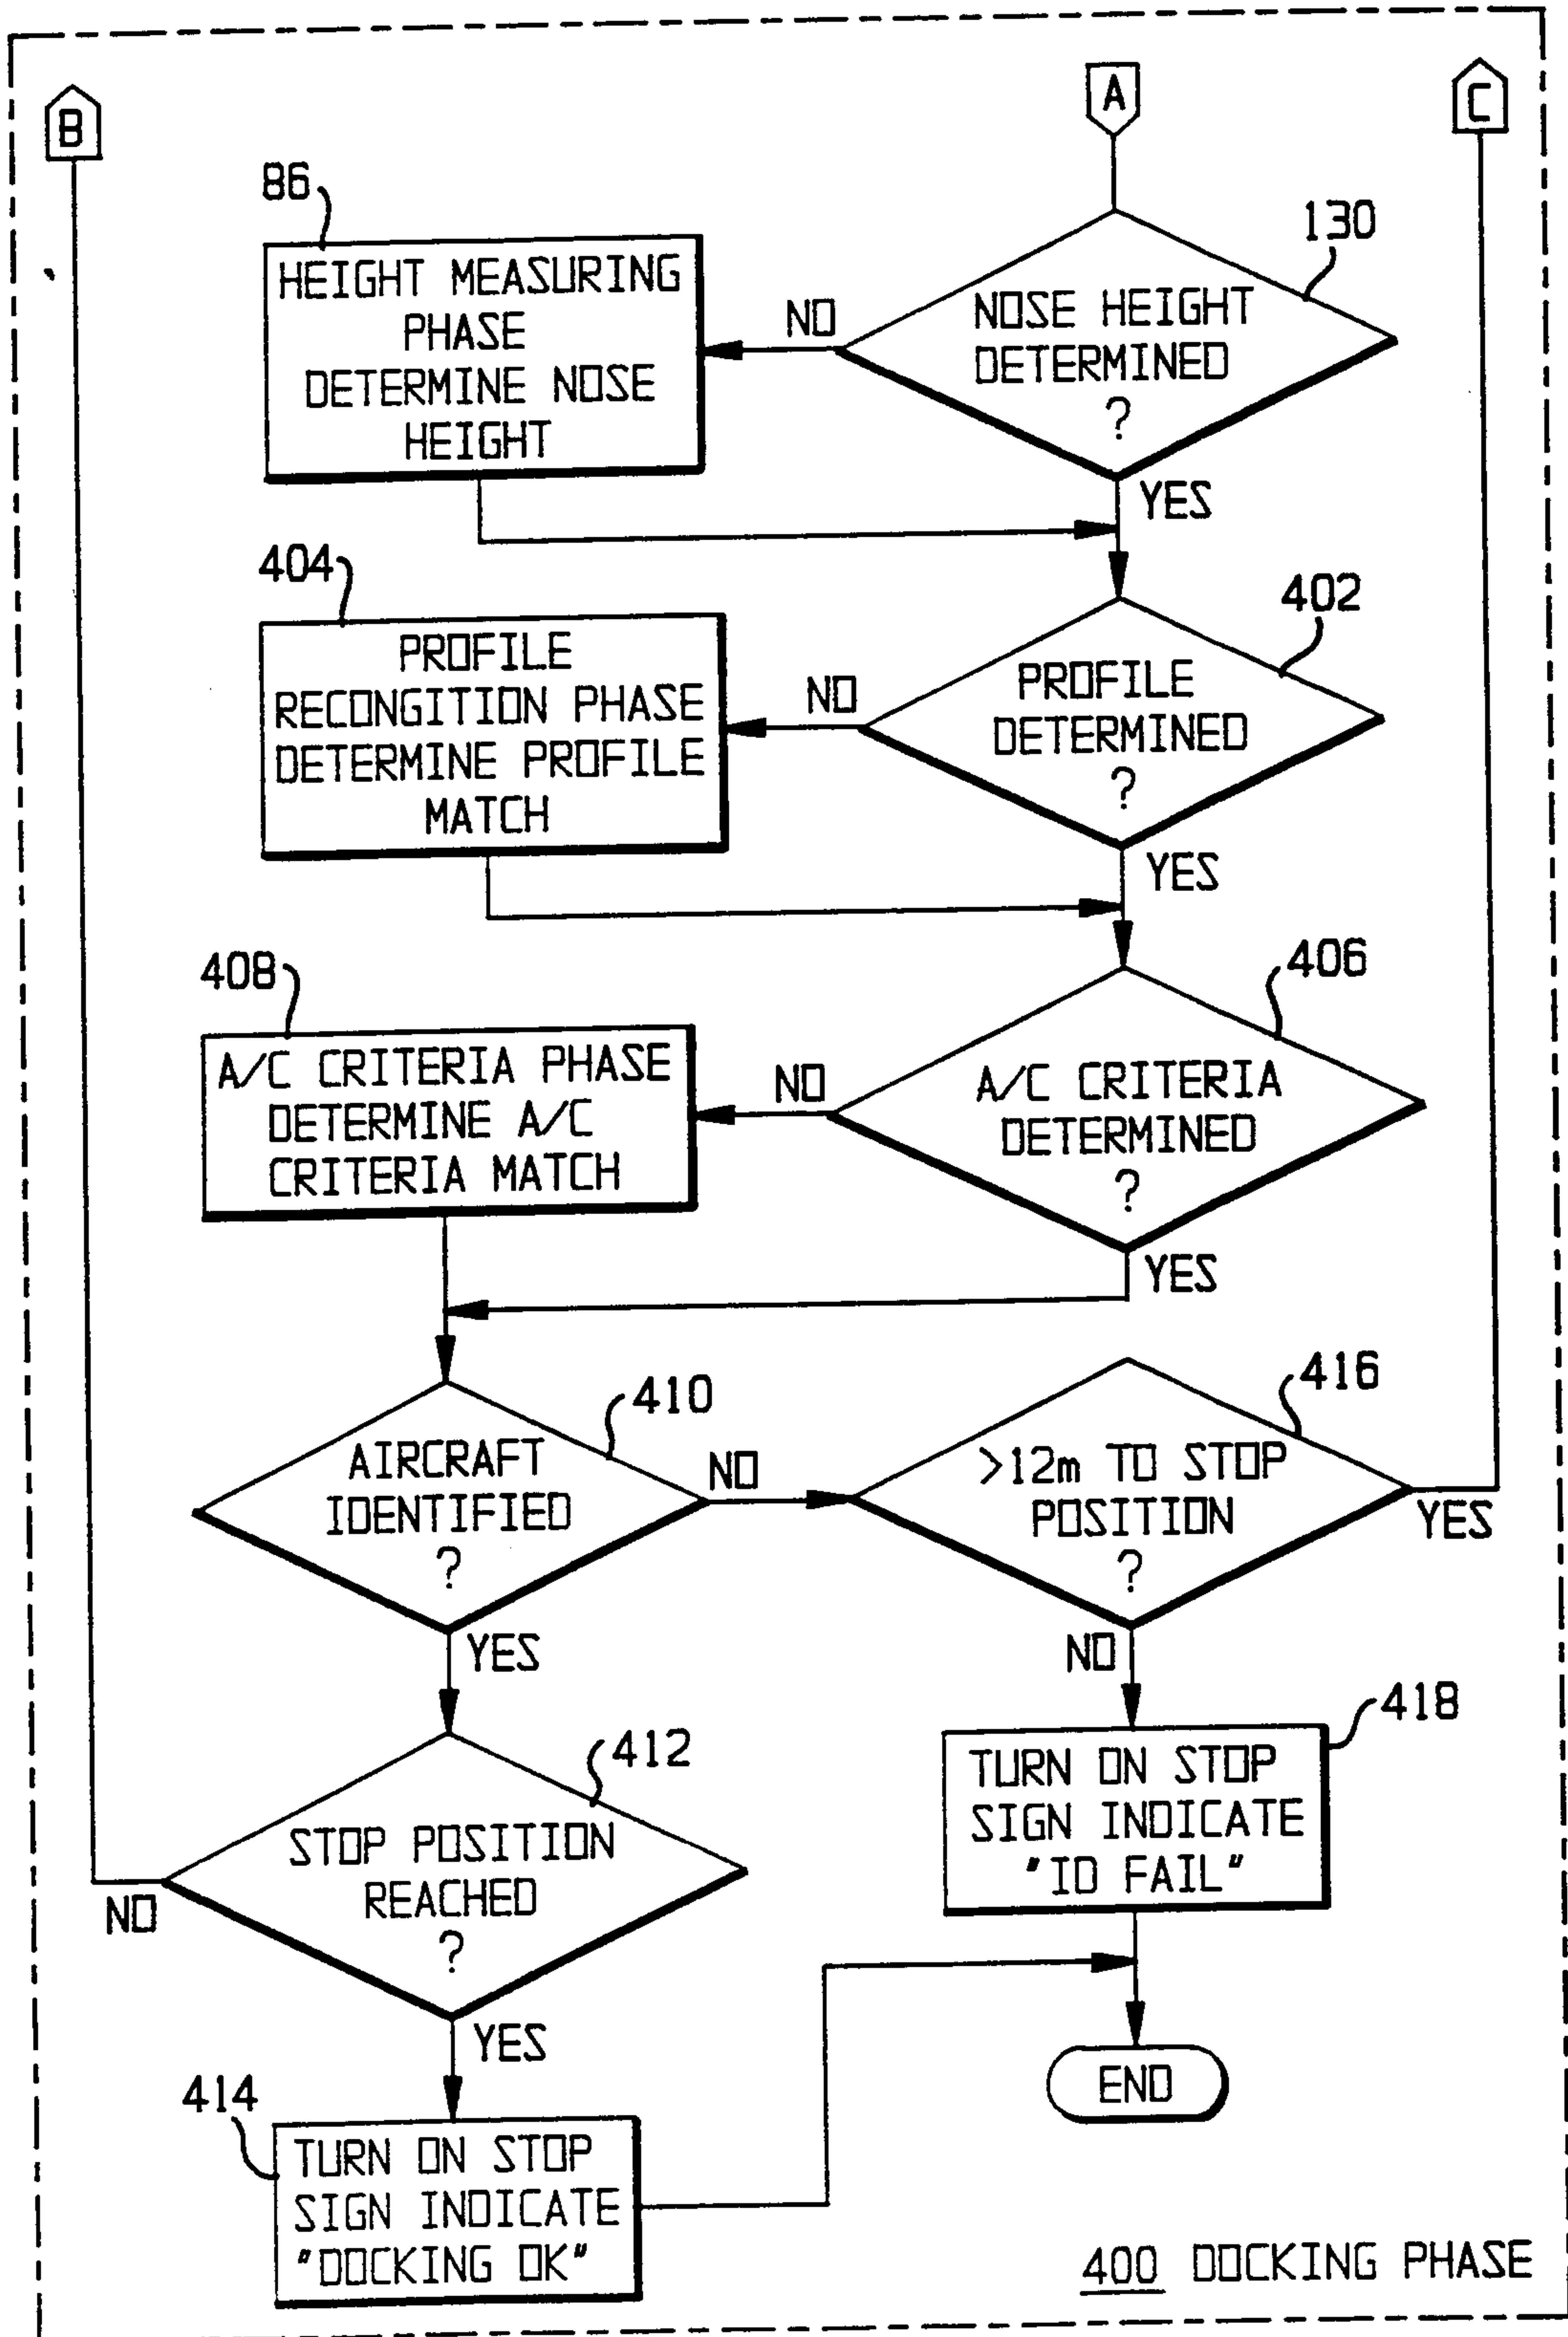 B
A
C
86
HEIGHT MEASURING
PHASE
DETERMINE NOSE
HEIGHT
NO
130
NOSE HEIGHT
DETERMINED
?
YES
404
PROFILE
RECONGITION PHASE
DETERMINE PROFILE
MATCH
NO
402
PROFILE
DETERMINED
?
YES
408
A/C CRITERIA PHASE
DETERMINE A/C
CRITERIA MATCH
NO
406
A/C CRITERIA
DETERMINED
?
YES
410
AIRCRAFT
IDENTIFIED
?
NO
YES
416
>12m TO STOP
POSITION
?
YES
NO
412
STOP POSITION
REACHED
?
NO
YES
418
TURN ON STOP
SIGN INDICATE
"ID FAIL"
END
414
TURN ON STOP
SIGN INDICATE
"DOCKING OK"
400 DOCKING PHASE